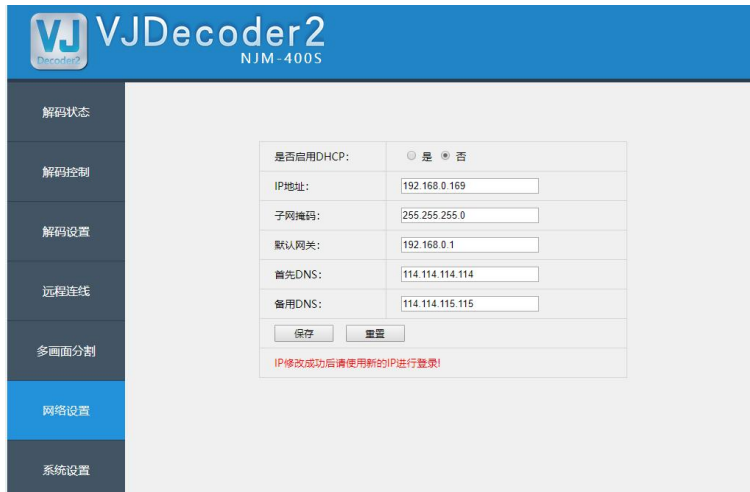 VJ
Decoder2
VJDecoder2
NJM-400S
解码状态
解码控制
解码设置
远程连线
多画面分割
网络设置
系统设置
是否启用DHCP: 是 否
IP地址: 192.168.0.169
子网掩码: 255.255.255.0
默认网关: 192.168.0.1
首先DNS: 114.114.114.114
备用DNS: 114.114.115.115
保存 重置
IP修改成功后请使用新的IP进行登录!